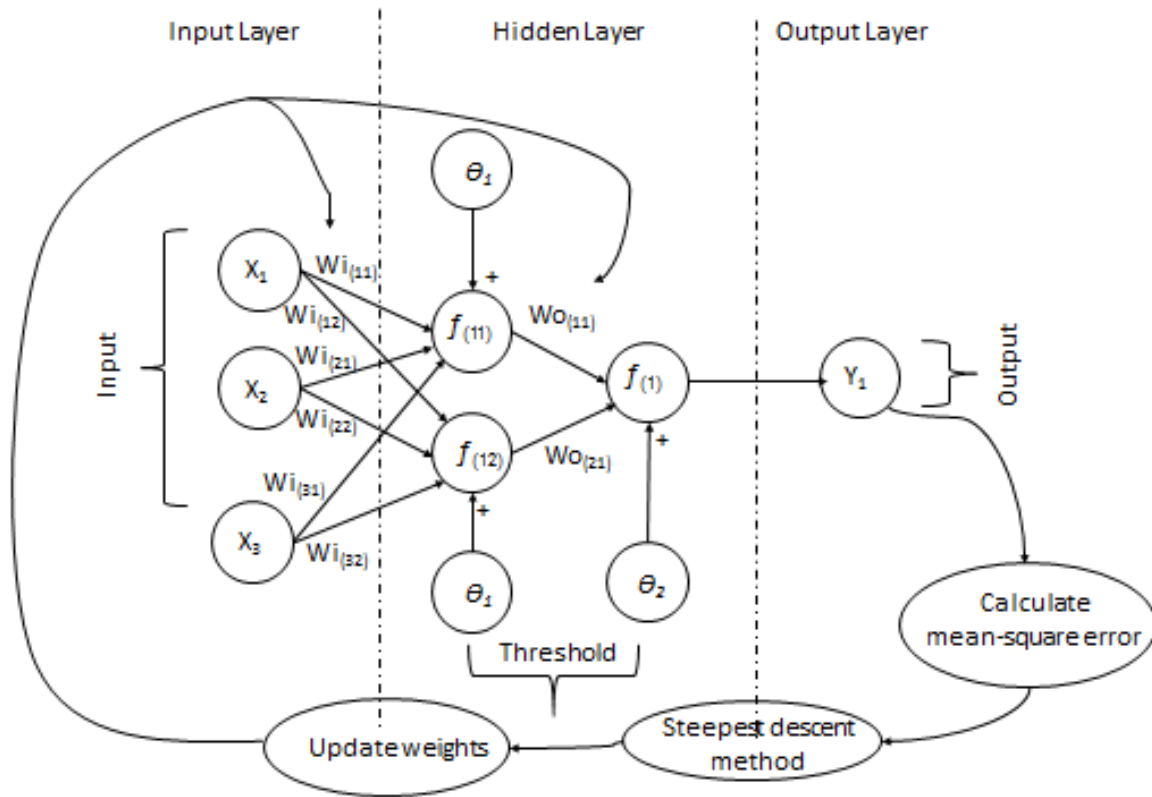 Input Layer
Hidden Layer
Output Layer
Θ₁
X₁
Wi₍₁₁₎
+
Wi₍₁₂₎
f₍₁₁₎
Wo₍₁₁₎
Input
Wi₍₂₁₎
X₂
f₍₁₎
Y₁
Output
Wi₍₂₂₎
+
f₍₁₂₎
Wo₍₂₁₎
Wi₍₃₁₎
+
X₃
Wi₍₃₂₎
Θ₁
Θ₂
Calculate
mean-square error
Threshold
Steepest descent
method
Update weights